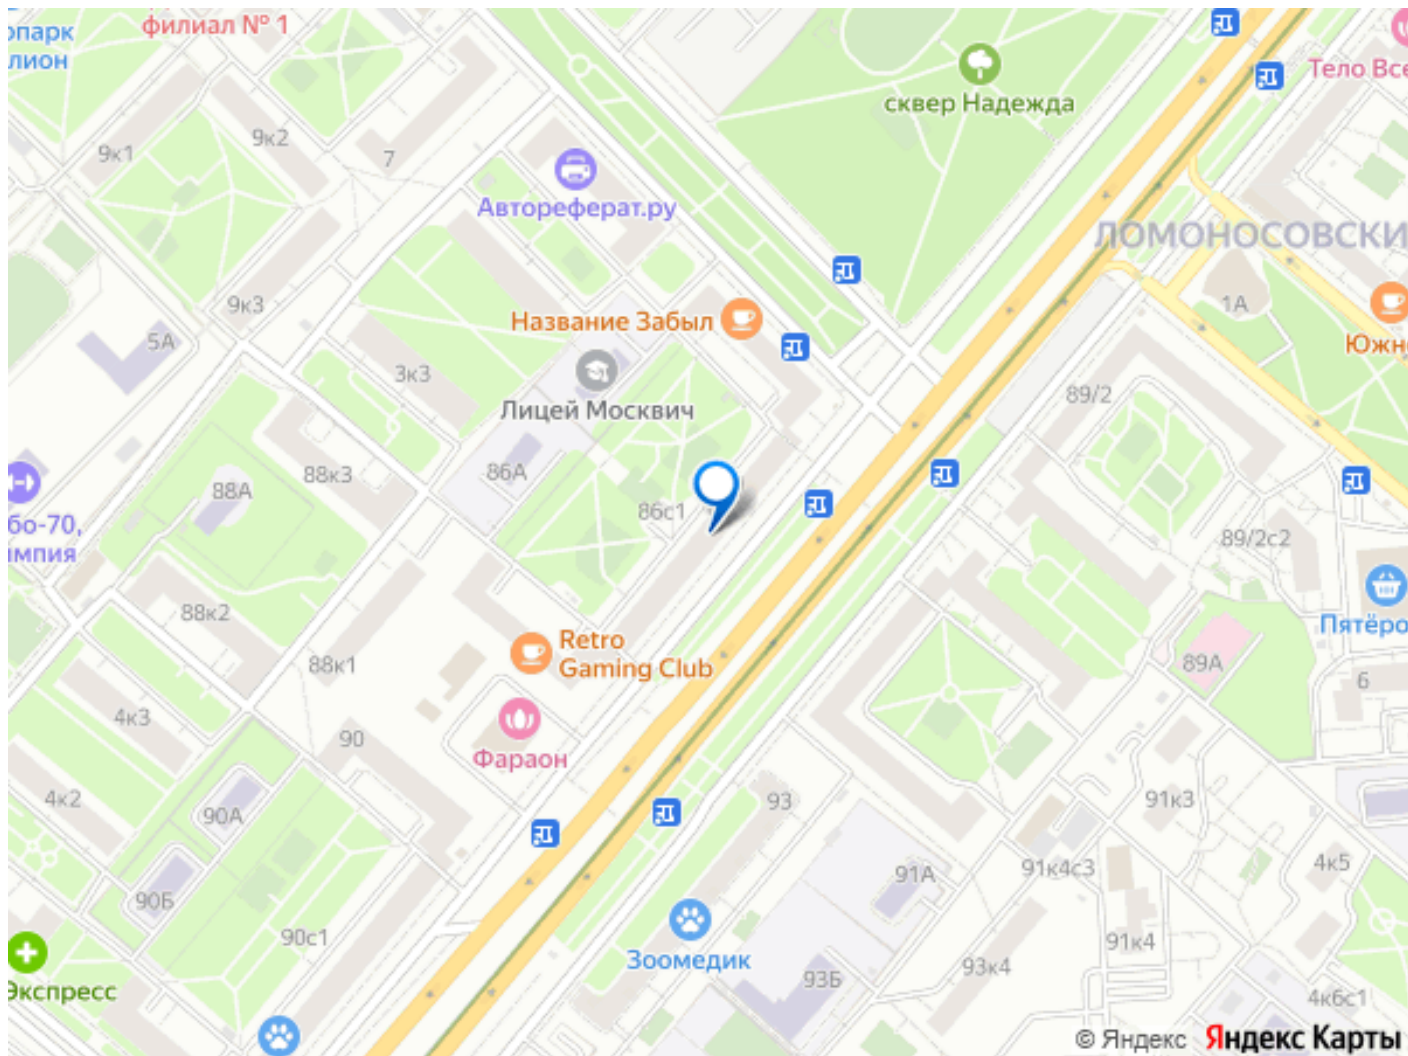 опарк
лион
филиал № 1
сквер Надежда
Тело Все
9к1
9к2
7
Автореферат.ру
ЛОМОНОСОВСКИ
9к3
5А
3к3
Название Забыл
1А
Южн
Лицей Москвич
89/2
88к3
86А
88А
86с1
бо-70,
импия
89/2с2
88к2
Retro
Gaming Club
Пятёро
88к1
89А
6
4к3
90
Фараон
4к2
90А
93
91к3
91А
91к4с3
4к5
90Б
90с1
Зоомедик
93Б
93к4
91к4
Экспресс
4к6с1
© Яндекс Яндекс Карты